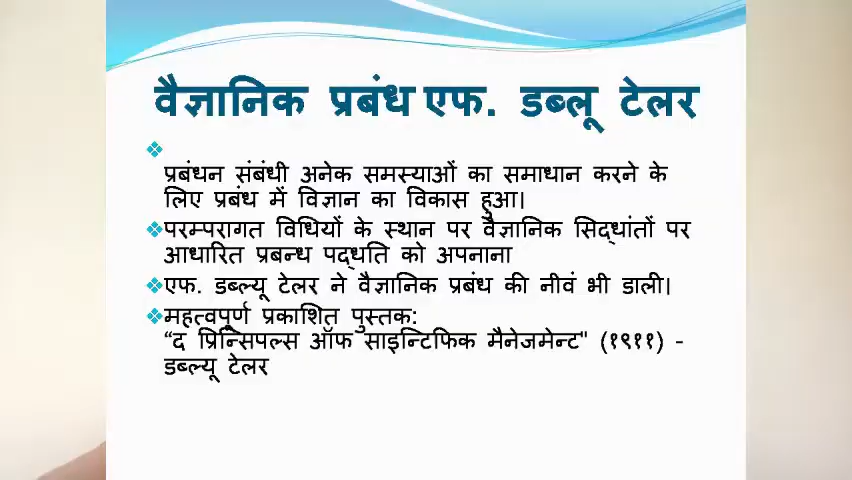 वैज्ञानिक प्रबंध एफ. डब्लू टेलर
प्रबंधन संबंधी अनेक समस्याओं का समाधान करने के
लिए प्रबंध में विज्ञान का विकास हुआ।
परम्परागत विधियों के स्थान पर वैज्ञानिक सिद्धांतों पर
आधारित प्रबन्ध पद्धति को अपनाना
एफ. डब्ल्यू टेलर ने वैज्ञानिक प्रबंध की नीवं भी डाली।
महत्वपूर्ण प्रकाशित पुस्तक:
“द प्रिन्सिपल्स ऑफ साइन्टिफिक मैनेजमेन्ट" (१९११) -
डब्ल्यू टेलर